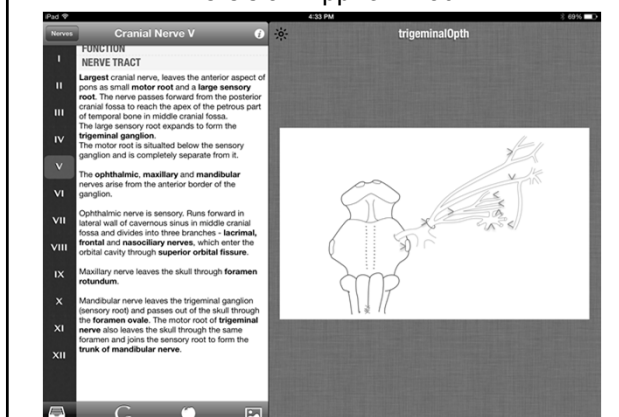 iPad
4:33 PM
69%
Nerves
Cranial Nerve V
trigeminalOpth
I
II
III
IV
V
VI
VII
VIII
IX
X
XI
XII
FUNCTION
NERVE TRACT
Largest cranial nerve, leaves the anterior aspect of
pons as small motor root and a large sensory
root. The nerve passes forward from the posterior
cranial fossa to reach the apex of the petrous part
of temporal bone in middle cranial fossa.
The large sensory root expands to form the
trigeminal ganglion.
The motor root is situalted below the sensory
ganglion and is completely separate from it.
The ophthalmic, maxillary and mandibular
nerves arise from the anterior border of the
ganglion.
Ophthalmic nerve is sensory. Runs forward in
lateral wall of cavernous sinus in middle cranial
fossa and divides into three branches - lacrimal,
frontal and nasociliary nerves, which enter the
orbital cavity through superior orbital fissure.
Maxillary nerve leaves the skull through foramen
rotundum.
Mandibular nerve leaves the trigeminal ganglion
(sensory root) and passes out of the skull through
the foramen ovale. The motor root of trigeminal
nerve also leaves the skull through the same
foramen and joins the sensory root to form the
trunk of mandibular nerve.